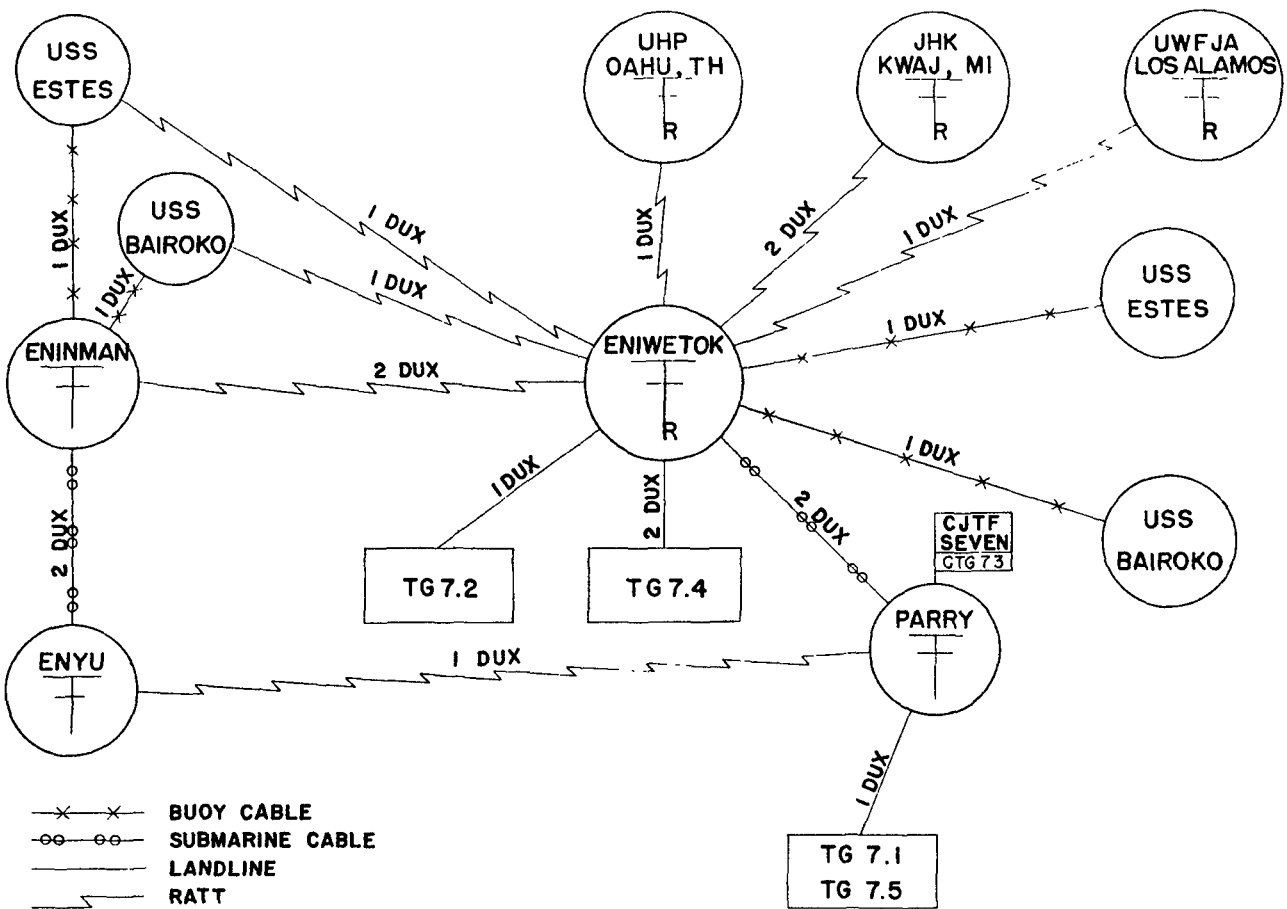 USS
ESTES
UHP
OAHU, TH
R
JHK
KWAJ, MI
R
UWFJA
LOS ALAMOS
R
1 DUX
USS
BAIROKO
1 DUX
1 DUX
1 DUX
1 DUX
2 DUX
1 DUX
USS
ESTES
1 DUX
ENINMAN
2 DUX
ENIWETOK
R
1 DUX
1 DUX
2 DUX
2 DUX
2 DUX
CJTF
SEVEN
CTG 73
USS
BAIROKO
TG 7.2
TG 7.4
PARRY
ENYU
1 DUX
1 DUX
BUOY CABLE
SUBMARINE CABLE
LANDLINE
RATT
TG 7.1
TG 7.5